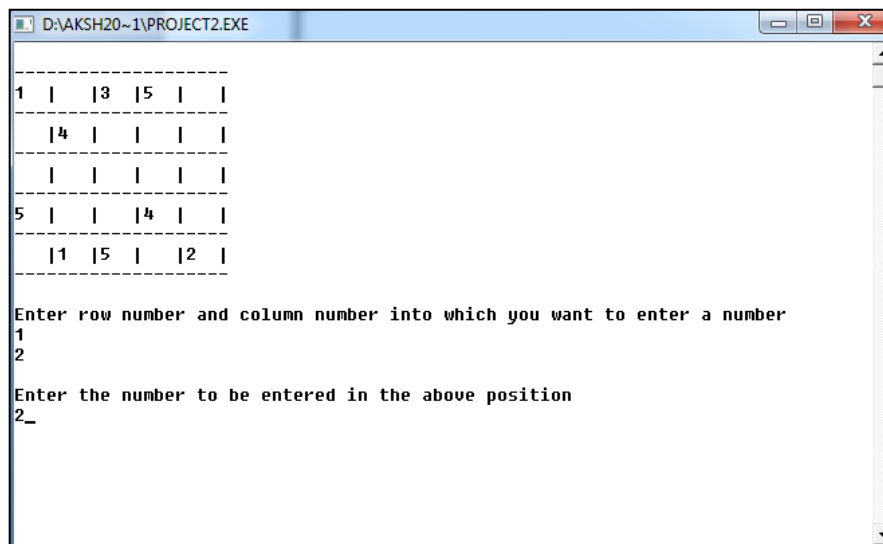 D:\AKSH20~1\PROJECT2.EXE
--------------------
1  |   |3  |5  |   |
--------------------
   |4  |   |   |   |
--------------------
   |   |   |   |   |
--------------------
5  |   |   |4  |   |
--------------------
   |1  |5  |   |2  |
--------------------
Enter row number and column number into which you want to enter a number
1
2
Enter the number to be entered in the above position
2_